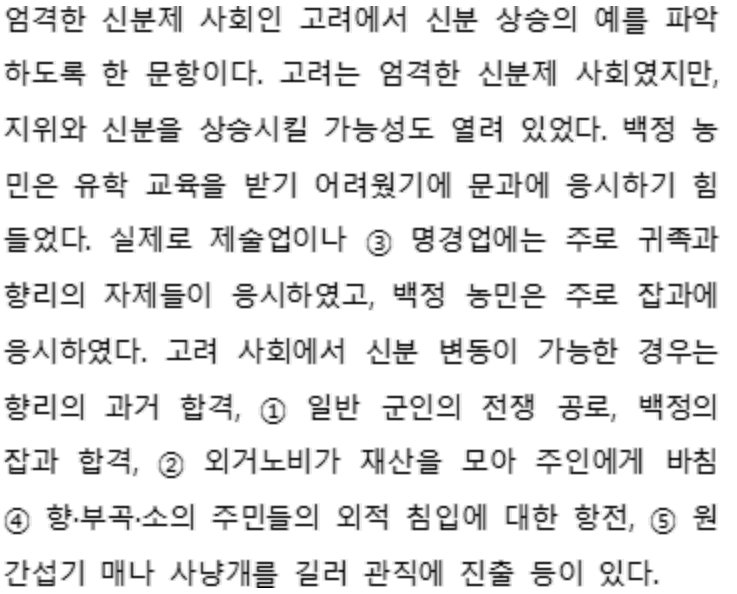 엄격한 신분제 사회인 고려에서 신분 상승의 예를 파악
하도록 한 문항이다. 고려는 엄격한 신분제 사회였지만,
지위와 신분을 상승시킬 가능성도 열려 있었다. 백정 농
민은 유학 교육을 받기 어려웠기에 문과에 응시하기 힘
들었다. 실제로 제술업이나 ③ 명경업에는 주로 귀족과
향리의 자제들이 응시하였고, 백정 농민은 주로 잡과에
응시하였다. 고려 사회에서 신분 변동이 가능한 경우는
향리의 과거 합격, ① 일반 군인의 전쟁 공로, 백정의
잡과 합격, ② 외거노비가 재산을 모아 주인에게 바침
④ 향·부곡·소의 주민들의 외적 침입에 대한 항전, ⑤ 원
간섭기 매나 사냥개를 길러 관직에 진출 등이 있다.